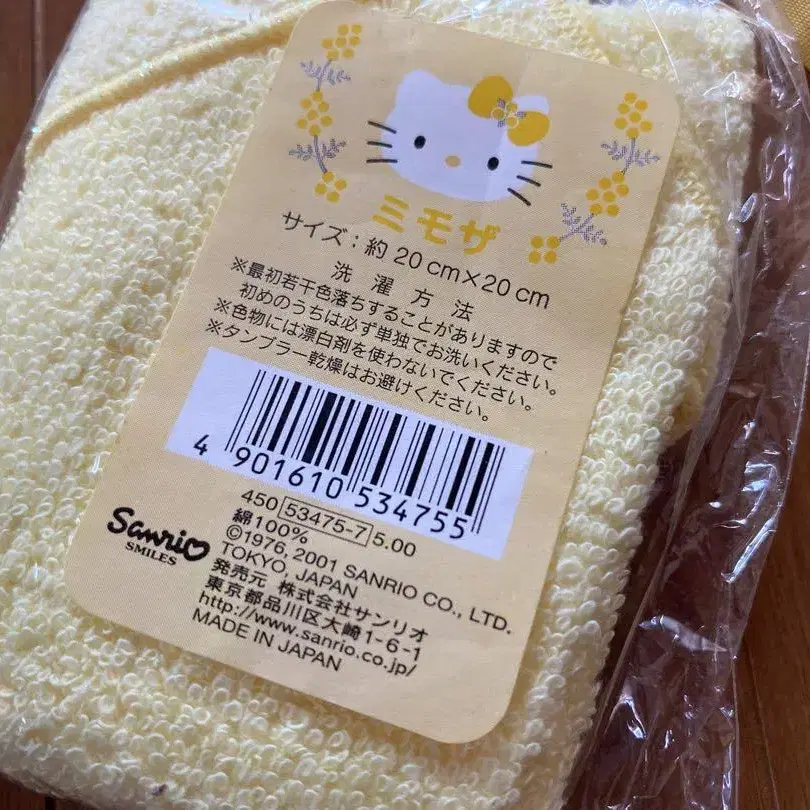 ミモザ
サイズ：約 20 cm×20 cm
洗濯方法
※最初若干色落ちすることがありますので
初めのうちは必ず単独でお洗いください。
※色物には漂白剤を使わないでください。
※タンブラー乾燥はお避けください。
4 901610 534755
450 53475-7 5.00
綿100%
©1976, 2001 SANRIO CO., LTD.
TOKYO, JAPAN
発売元 株式会社サンリオ
東京都品川区大崎1-6-1
http://www.sanrio.co.jp/
MADE IN JAPAN
Sanrio
SMILES